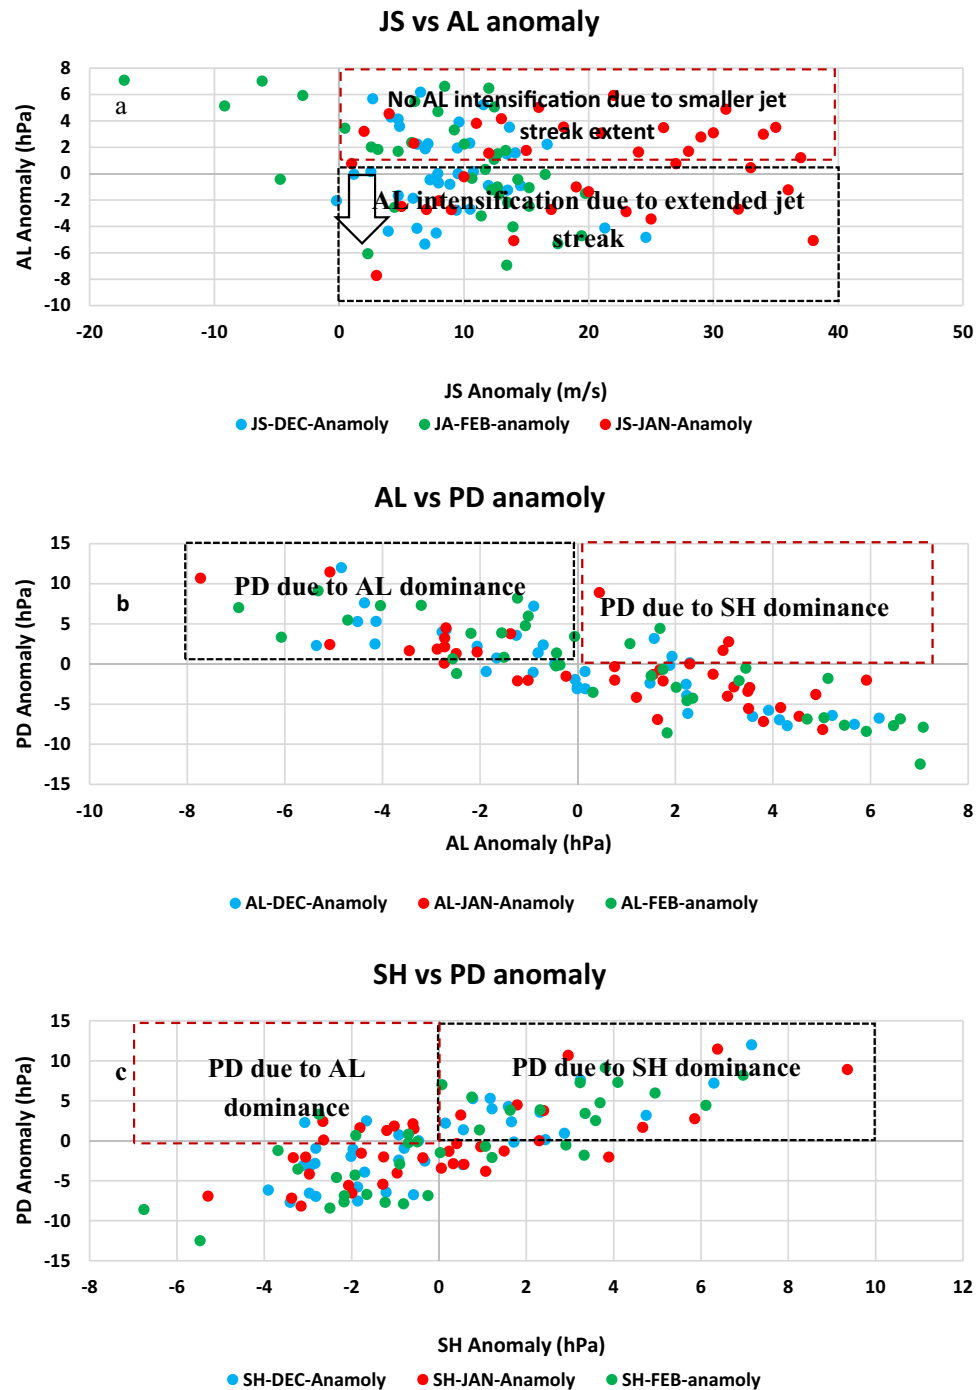 JS vs AL anomaly
8
6
4
2
0
-2
-4
-6
-8
-10
AL Anomaly (hPa)
a
No AL intensification due to smaller jet
streak extent
AL intensification due to extended jet
streak
-20 -10 0 10 20 30 40 50
JS Anomaly (m/s)
JS-DEC-Anamoly JA-FEB-anamoly JS-JAN-Anamoly
AL vs PD anamoly
15
10
5
0
-5
-10
-15
PD Anomaly (hPa)
b
PD due to AL dominance
PD due to SH dominance
-10 -8 -6 -4 -2 0 2 4 6 8
AL Anomaly (hPa)
AL-DEC-Anamoly AL-JAN-Anamoly AL-FEB-anamoly
SH vs PD anomaly
15
10
5
0
-5
-10
-15
PD Anomaly (hPa)
c
PD due to AL
dominance
PD due to SH dominance
-8 -6 -4 -2 0 2 4 6 8 10 12
SH Anomaly (hPa)
SH-DEC-Anamoly SH-JAN-Anamoly SH-FEB-anamoly